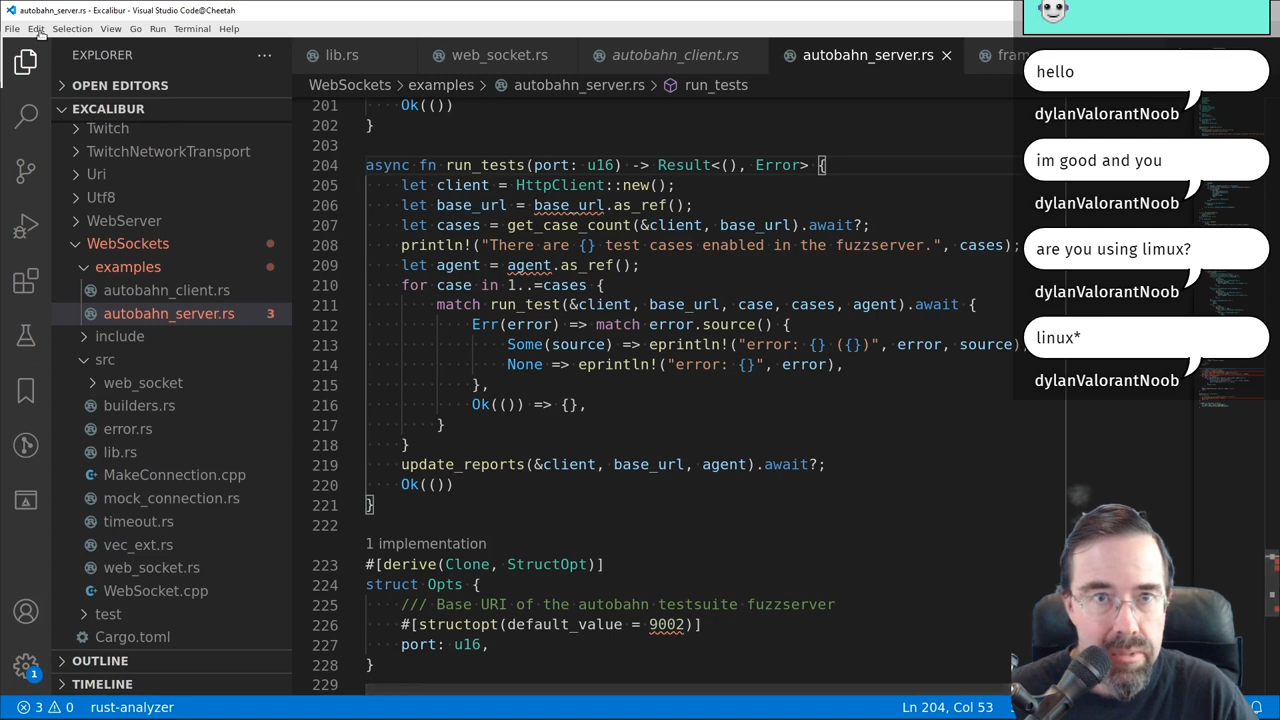 autobahn_server.rs - Excalibur - Visual Studio Code@Cheetah
File Edit Selection View Go Run Terminal Help
EXPLORER
OPEN EDITORS
EXCALIBUR
Twitch
TwitchNetworkTransport
Uri
Utf8
WebServer
WebSockets
examples
autobahn_client.rs
autobahn_server.rs 3
include
src
web_socket
builders.rs
error.rs
lib.rs
MakeConnection.cpp
mock_connection.rs
timeout.rs
vec_ext.rs
web_socket.rs
WebSocket.cpp
test
Cargo.toml
OUTLINE
TIMELINE
1
lib.rs web_socket.rs autobahn_client.rs autobahn_server.rs
WebSockets > examples > autobahn_server.rs > run_tests
201 Ok(())
202 }
203
204 async fn run_tests(port: u16) -> Result<(), Error> {
205 let client = HttpClient::new();
206 let base_url = base_url.as_ref();
207 let cases = get_case_count(&client, base_url).await?;
208 println!("There are {} test cases enabled in the fuzzserver.", cases);
209 let agent = agent.as_ref();
210 for case in 1..=cases {
211 match run_test(&client, base_url, case, cases, agent).await {
212 Err(error) => match error.source() {
213 Some(source) => eprintln!("error: {} ({})", error, source)
214 None => eprintln!("error: {}", error),
215 },
216 Ok(()) => {},
217 }
218 }
219 update_reports(&client, base_url, agent).await?;
220 Ok(())
221 }
222
1 implementation
223 #[derive(Clone, StructOpt)]
224 struct Opts {
225 /// Base URI of the autobahn testsuite fuzzserver
226 #[structopt(default_value = 9002)]
227 port: u16,
228 }
229
hello
dylanValorantNoob
im good and you
dylanValorantNoob
are you using limux?
dylanValorantNoob
linux*
dylanValorantNoob
3 0 rust-analyzer
Ln 204, Col 53